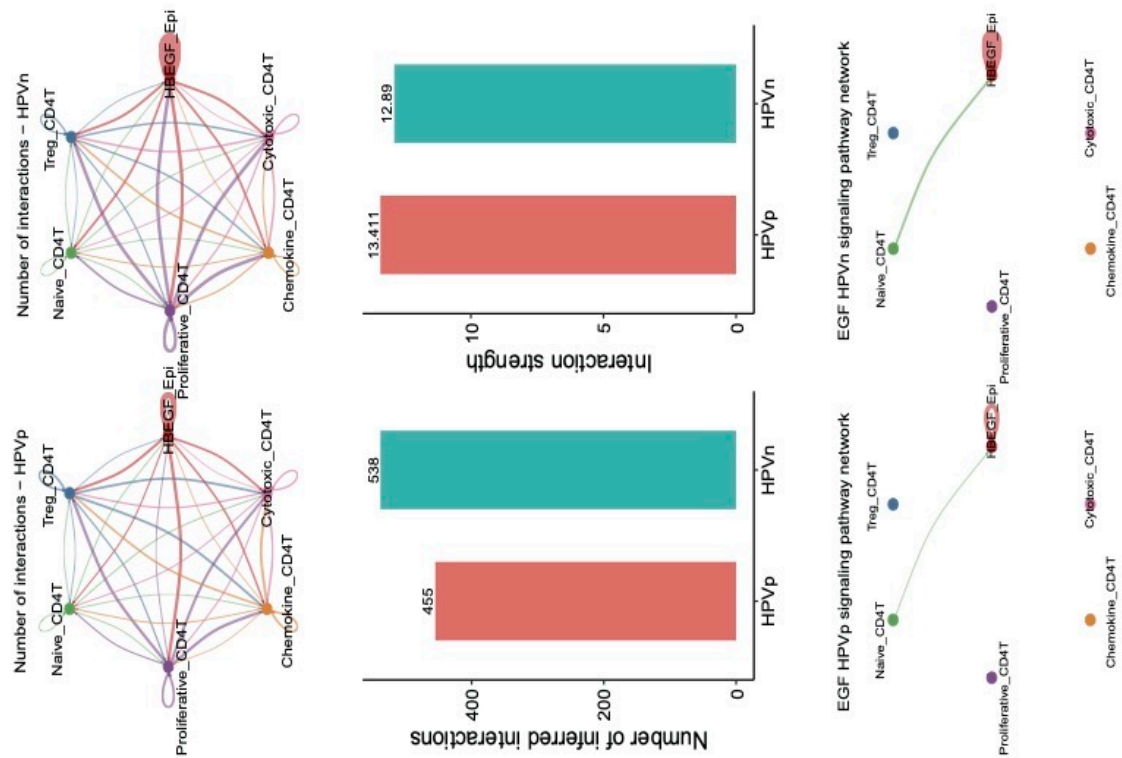 Number of interactions – HPVp
Treg_CD4T
Naive_CD4T
HBEGF_Epi
Proliferative_CD4T
Cytotoxic_CD4T
Chemokine_CD4T
Number of interactions – HPVn
Treg_CD4T
Naive_CD4T
HBEGF_Epi
Proliferative_CD4T
Cytotoxic_CD4T
Chemokine_CD4T
Number of inferred interactions
400
200
0
455
538
HPVp
HPVn
Interaction strength
10
5
0
13.411
12.89
HPVp
HPVn
EGF HPVp signaling pathway network
Treg_CD4T
Naive_CD4T
HBEGF_Epi
Proliferative_CD4T
Cytotoxic_CD4T
Chemokine_CD4T
EGF HPVn signaling pathway network
Treg_CD4T
Naive_CD4T
HBEGF_Epi
Proliferative_CD4T
Cytotoxic_CD4T
Chemokine_CD4T